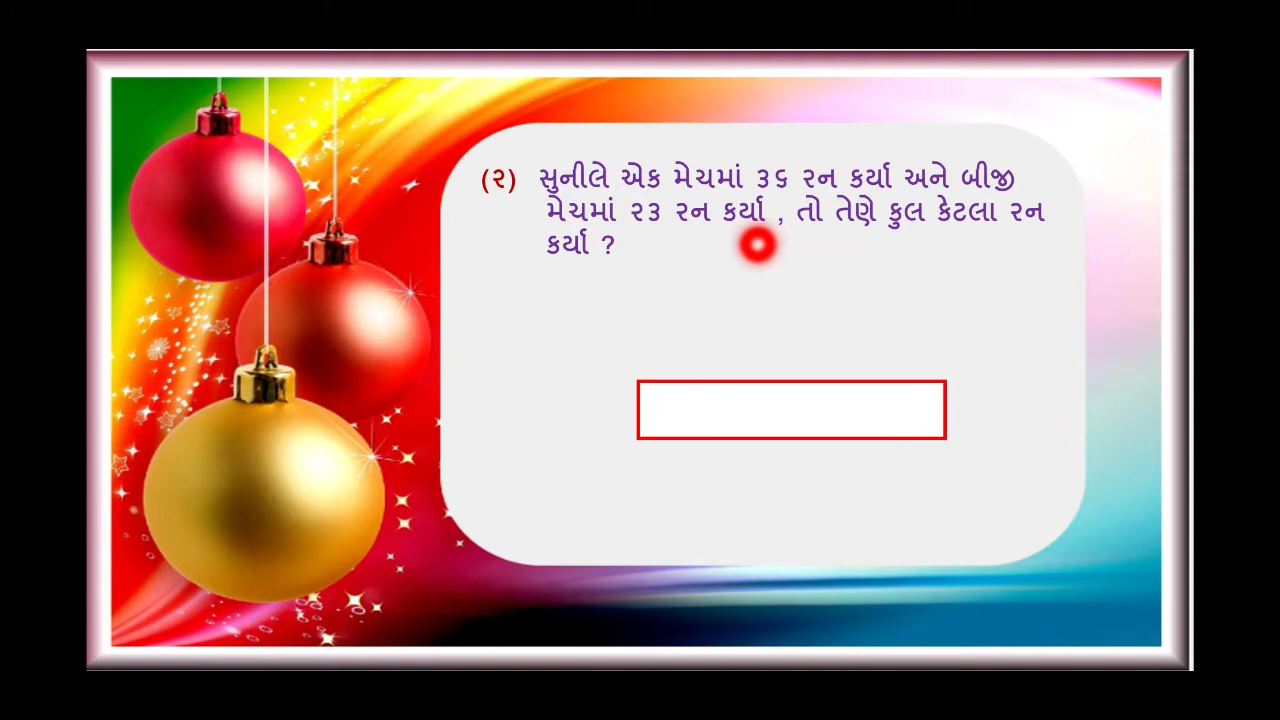 (૨) સુનીલે એક મેચમાં ૩૬ રન કર્યા અને બીજી
મેચમાં ૨૩ રન કર્યા , તો તેણે કુલ કેટલા રન
કર્યા ?